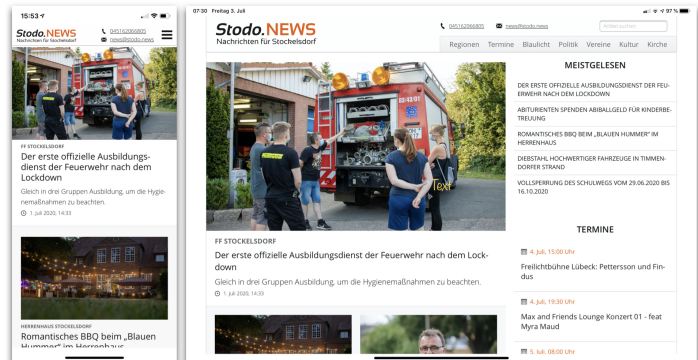 15:53
Stodo.NEWS
Nachrichten für Stockelsdorf
045162066805
news@stodo.news
FF STOCKELSDORF
Der erste offizielle Ausbildungs-
dienst der Feuerwehr nach dem
Lockdown
Gleich in drei Gruppen Ausbildung, um die Hygie-
nemaßnahmen zu beachten.
1. Juli 2020, 14:33
HERRENHAUS STOCKELSDORF
Romantisches BBQ beim „Blauen
Hummer“ im Herrenhaus
07:30 Freitag 3. Juli
97%
Stodo.NEWS
Nachrichten für Stockelsdorf
045162066805
news@stodo.news
Artikel suchen
Regionen Termine Blaulicht Politik Vereine Kultur Kirche
Text
FF STOCKELSDORF
Der erste offizielle Ausbildungsdienst der Feuerwehr nach dem Lock-
down
Gleich in drei Gruppen Ausbildung, um die Hygienemaßnahmen zu beachten.
1. Juli 2020, 14:33
MEISTGELESEN
DER ERSTE OFFIZIELLE AUSBILDUNGSDIENST DER FEU-
ERWEHR NACH DEM LOCKDOWN
ABITURIENTEN SPENDEN ABIBALLGELD FÜR KINDERBE-
TREUUNG
ROMANTISCHES BBQ BEIM „BLAUEN HUMMER“ IM
HERRENHAUS
DIEBSTAHL HOCHWERTIGER FAHRZEUGE IN TIMMEN-
DORFER STRAND
VOLLSPERRUNG DES SCHULWEGS VOM 29.06.2020 BIS
16.10.2020
TERMINE
4. Juli, 15:00 Uhr
Freilichtbühne Lübeck: Pettersson und Fin-
dus
4. Juli, 19:30 Uhr
Max and Friends Lounge Konzert 01 - feat
Myra Maud
5. Juli, 08:00 Uhr